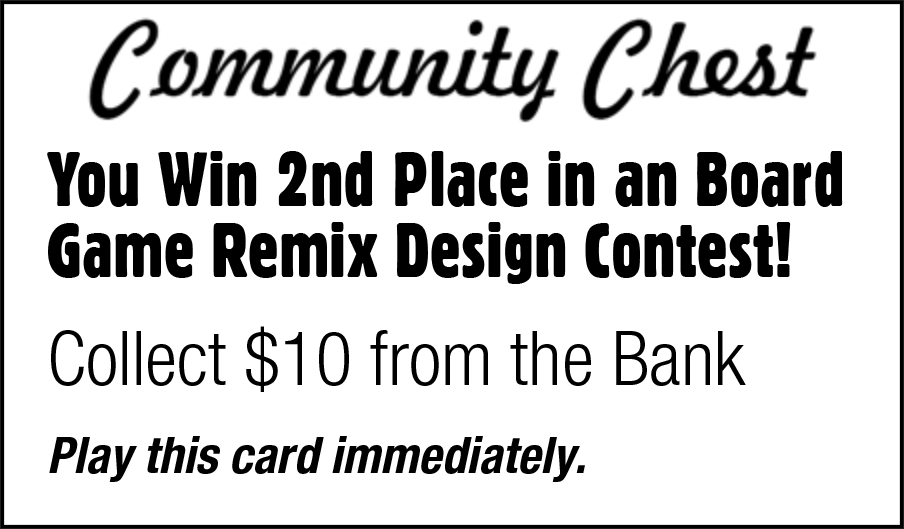 Community Chest
You Win 2nd Place in an Board
Game Remix Design Contest!
Collect $10 from the Bank
Play this card immediately.